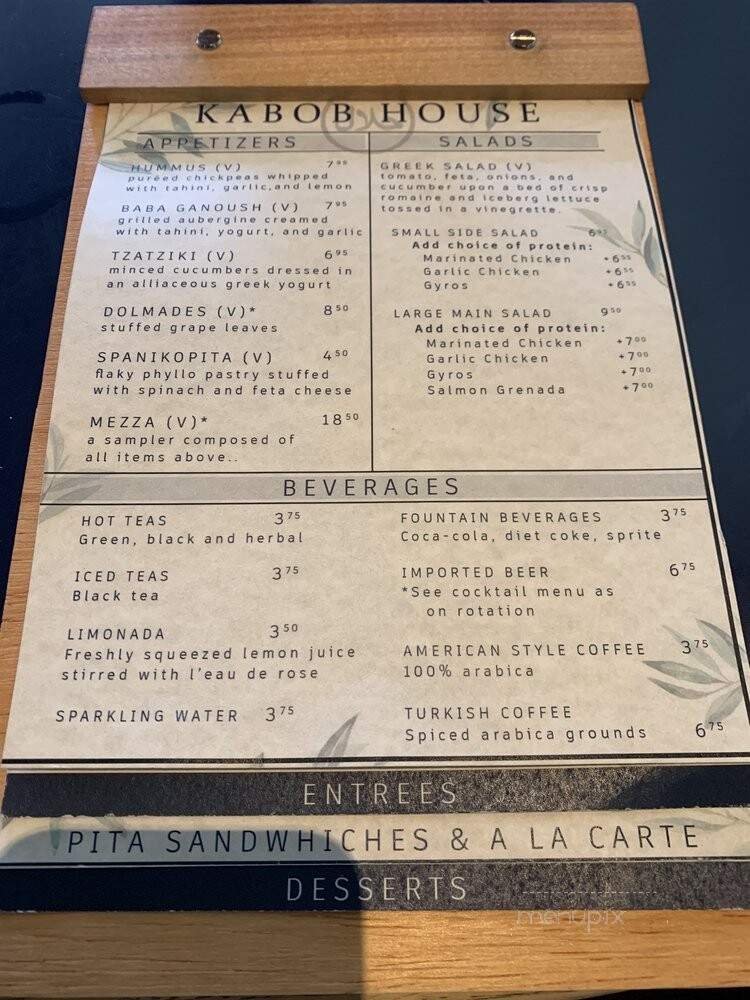 KABOB HOUSE
حلال
APPETIZERS
HUMMUS (V) 7⁹⁵
puréed chickpeas whipped
with tahini, garlic, and lemon
BABA GANOUSH (V) 7⁹⁵
grilled aubergine creamed
with tahini, yogurt, and garlic
TZATZIKI (V) 6⁹⁵
minced cucumbers dressed in
an alliaceous greek yogurt
DOLMADES (V)* 8⁵⁰
stuffed grape leaves
SPANIKOPITA (V) 4⁵⁰
flaky phyllo pastry stuffed
with spinach and feta cheese
MEZZA (V)* 18⁵⁰
a sampler composed of
all items above..
SALADS
GREEK SALAD (V)
tomato, feta, onions, and
cucumber upon a bed of crisp
romaine and iceberg lettuce
tossed in a vinegrette.
SMALL SIDE SALAD
Add choice of protein:
Marinated Chicken +6⁵⁵
Garlic Chicken +6⁵⁵
Gyros +6⁵⁵
LARGE MAIN SALAD 9⁵⁰
Add choice of protein:
Marinated Chicken +7⁰⁰
Garlic Chicken +7⁰⁰
Gyros +7⁰⁰
Salmon Grenada +7⁰⁰
BEVERAGES
HOT TEAS 3⁷⁵
Green, black and herbal
ICED TEAS 3⁷⁵
Black tea
LIMONADA 3⁵⁰
Freshly squeezed lemon juice
stirred with l'eau de rose
SPARKLING WATER 3⁷⁵
FOUNTAIN BEVERAGES 3⁷⁵
Coca-cola, diet coke, sprite
IMPORTED BEER 6⁷⁵
*See cocktail menu as
on rotation
AMERICAN STYLE COFFEE 3⁷⁵
100% arabica
TURKISH COFFEE
Spiced arabica grounds 6⁷⁵
ENTREES
PITA SANDWHICHES & A LA CARTE
DESSERTS
menupix